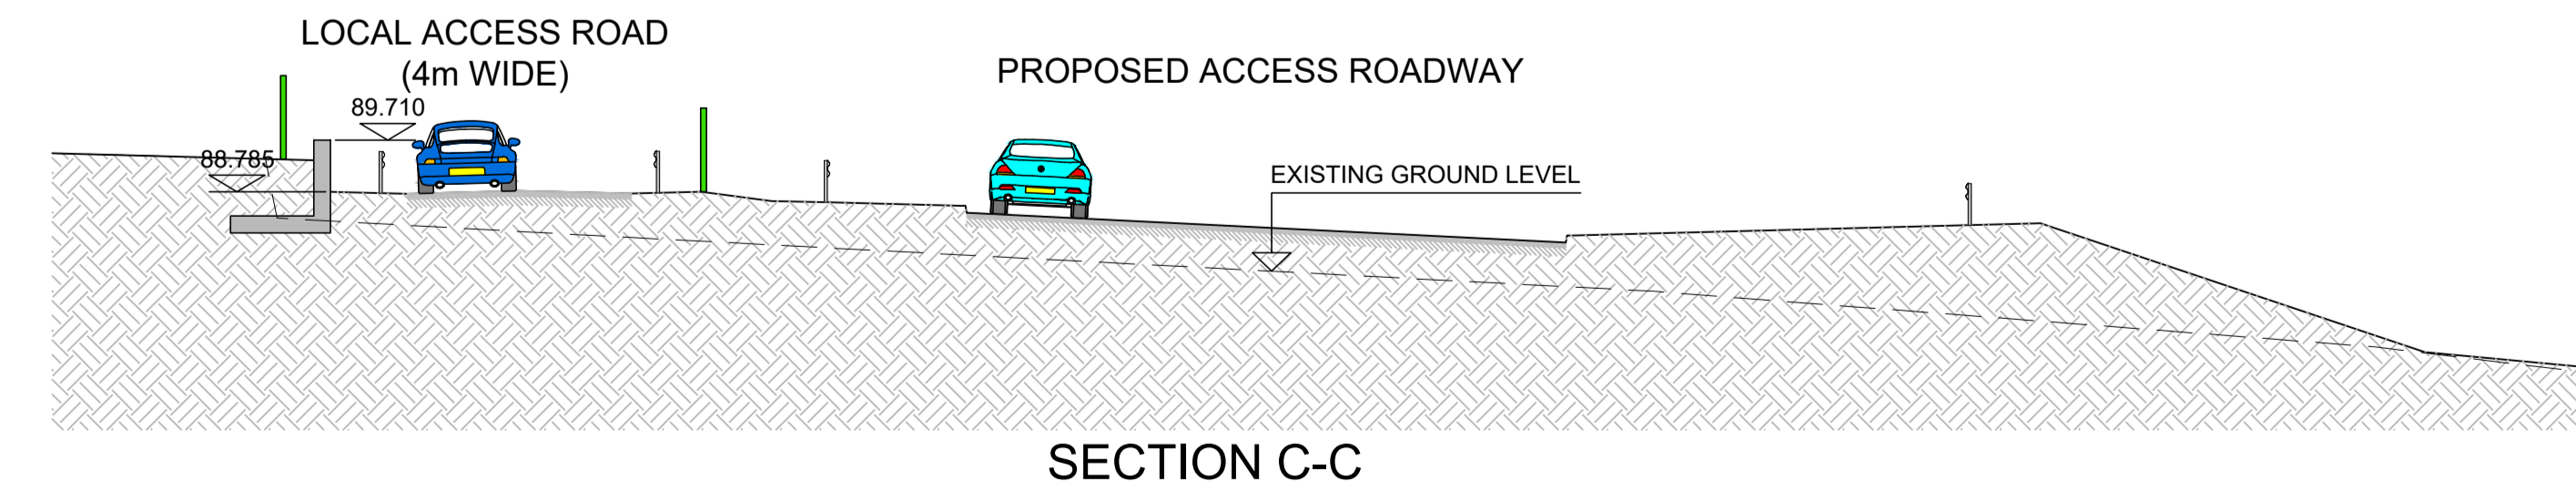 LOCAL ACCESS ROAD
(4m WIDE)
PROPOSED ACCESS ROADWAY
89.710
88.785
EXISTING GROUND LEVEL
SECTION C-C